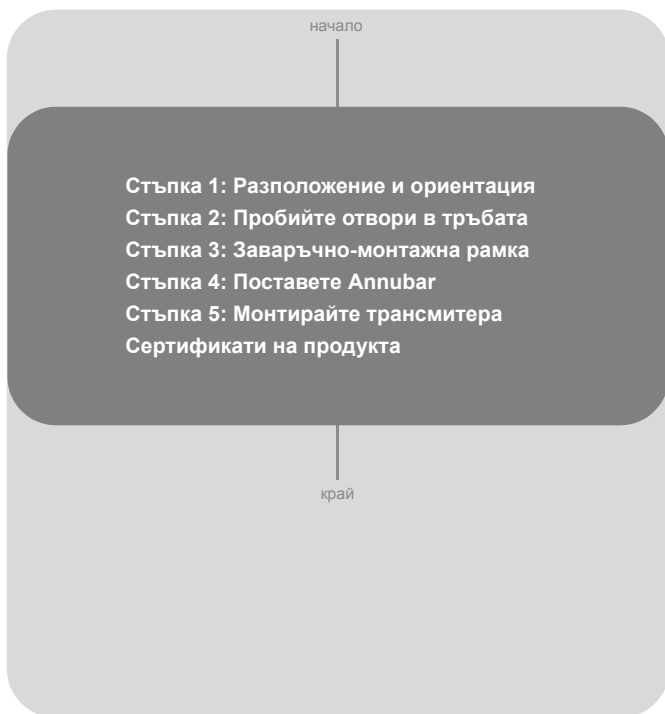 начало
Стъпка 1: Разположение и ориентация
Стъпка 2: Пробийте отвори в тръбата
Стъпка 3: Заваръчно-монтажна рамка
Стъпка 4: Поставете Annubar
Стъпка 5: Монтирайте трансмитера
Сертификати на продукта
край